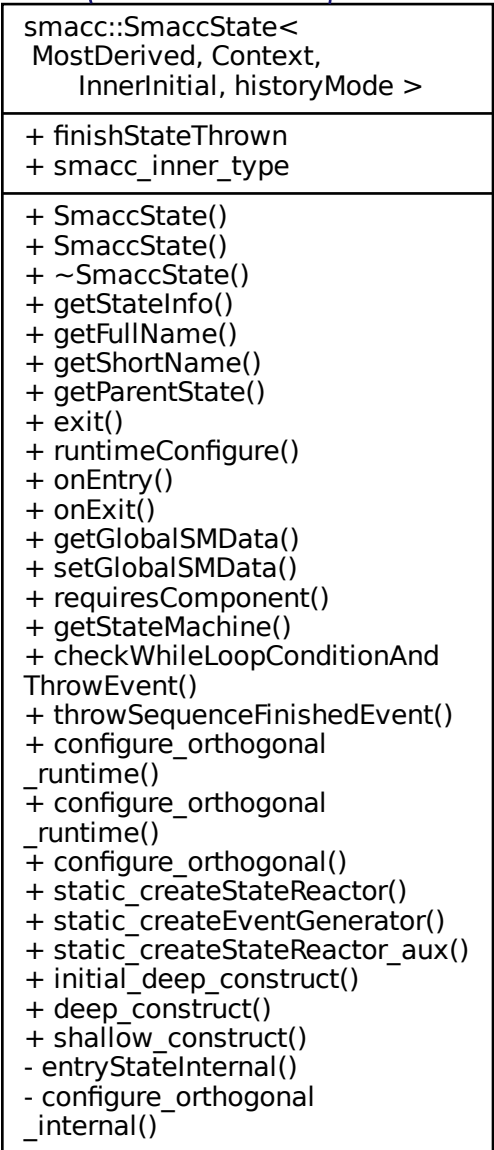 smacc::SmaccState<
MostDerived, Context,
InnerInitial, historyMode >
+ finishStateThrown
+ smacc_inner_type
+ SmaccState()
+ SmaccState()
+ ~SmaccState()
+ getStateInfo()
+ getFullName()
+ getShortName()
+ getParentState()
+ exit()
+ runtimeConfigure()
+ onEntry()
+ onExit()
+ getGlobalSMData()
+ setGlobalSMData()
+ requiresComponent()
+ getStateMachine()
+ checkWhileLoopConditionAnd
ThrowEvent()
+ throwSequenceFinishedEvent()
+ configure_orthogonal
_runtime()
+ configure_orthogonal
_runtime()
+ configure_orthogonal()
+ static_createStateReactor()
+ static_createEventGenerator()
+ static_createStateReactor_aux()
+ initial_deep_construct()
+ deep_construct()
+ shallow_construct()
- entryStateInternal()
- configure_orthogonal
_internal()